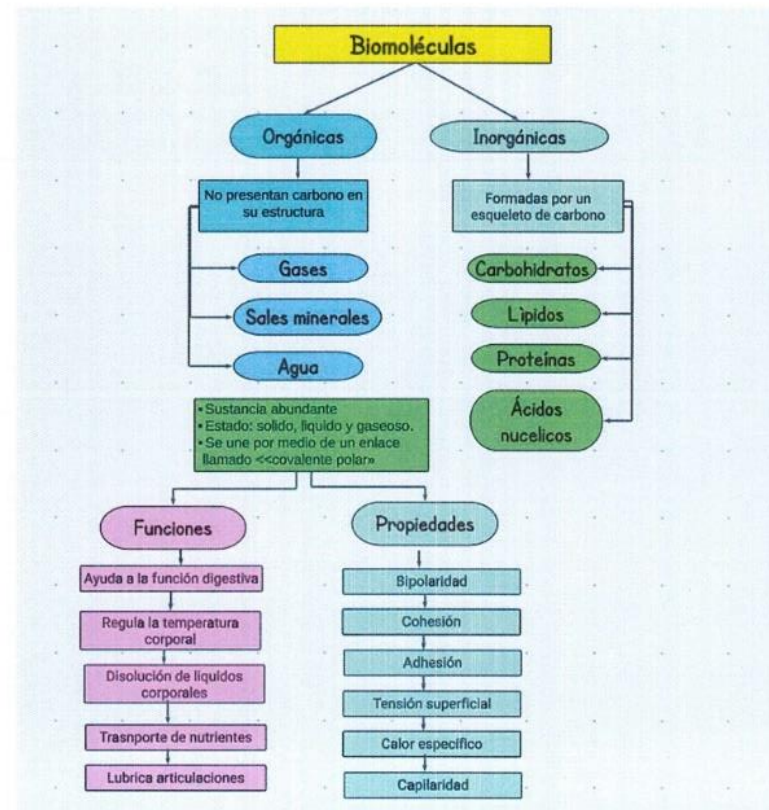 Biomoléculas
Orgánicas
No presentan carbono en
su estructura
Gases
Sales minerales
Agua
Inorgánicas
Formadas por un
esqueleto de carbono
Carbohidratos
Lìpidos
Proteínas
Ácidos
nucelicos
• Sustancia abundante
• Estado: solido, liquido y gaseoso.
• Se une por medio de un enlace
llamado <<covalente polar»
Funciones
Ayuda a la función digestiva
Regula la temperatura
corporal
Disolución de liquidos
corporales
Trasnporte de nutrientes
Lubrica articulaciones
Propiedades
Bipolaridad
Cohesión
Adhesión
Tensión superficial
Calor específico
Capilaridad